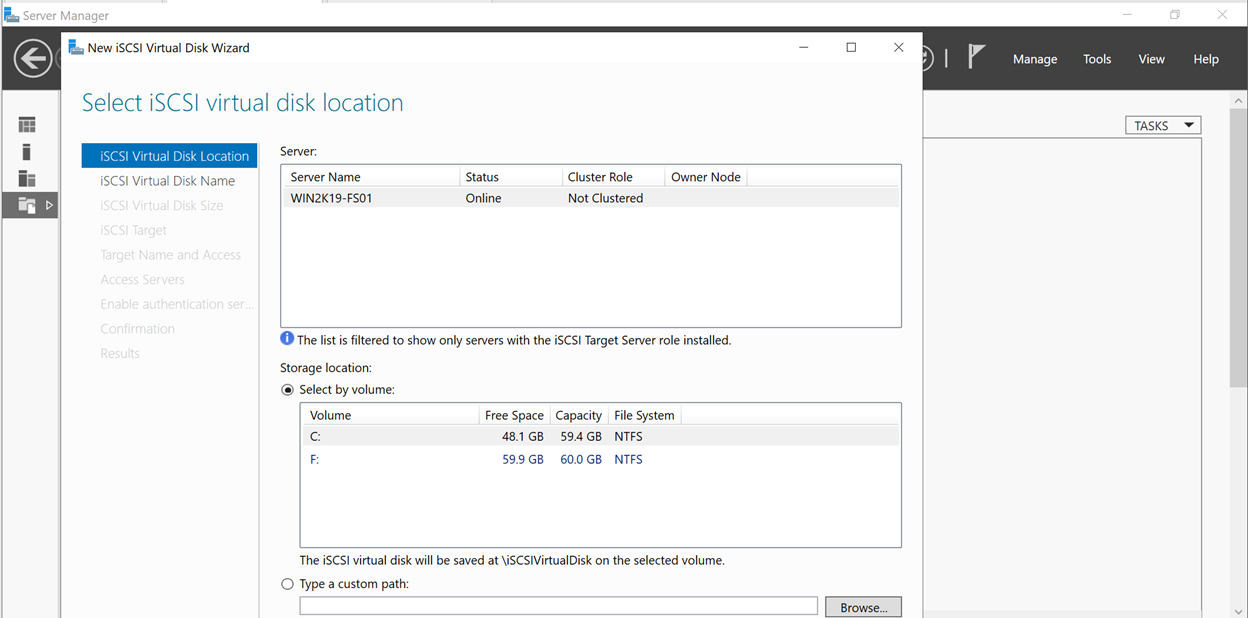 Server Manager
New iSCSI Virtual Disk Wizard
Manage Tools View Help
Select iSCSI virtual disk location
TASKS
iSCSI Virtual Disk Location
iSCSI Virtual Disk Name
iSCSI Virtual Disk Size
iSCSI Target
Target Name and Access
Access Servers
Enable authentication ser...
Confirmation
Results
Server:
Server Name Status Cluster Role Owner Node
WIN2K19-FS01 Online Not Clustered
The list is filtered to show only servers with the iSCSI Target Server role installed.
Storage location:
Select by volume:
Volume Free Space Capacity File System
C: 48.1 GB 59.4 GB NTFS
F: 59.9 GB 60.0 GB NTFS
The iSCSI virtual disk will be saved at \iSCSIVirtualDisk on the selected volume.
Type a custom path:
Browse...